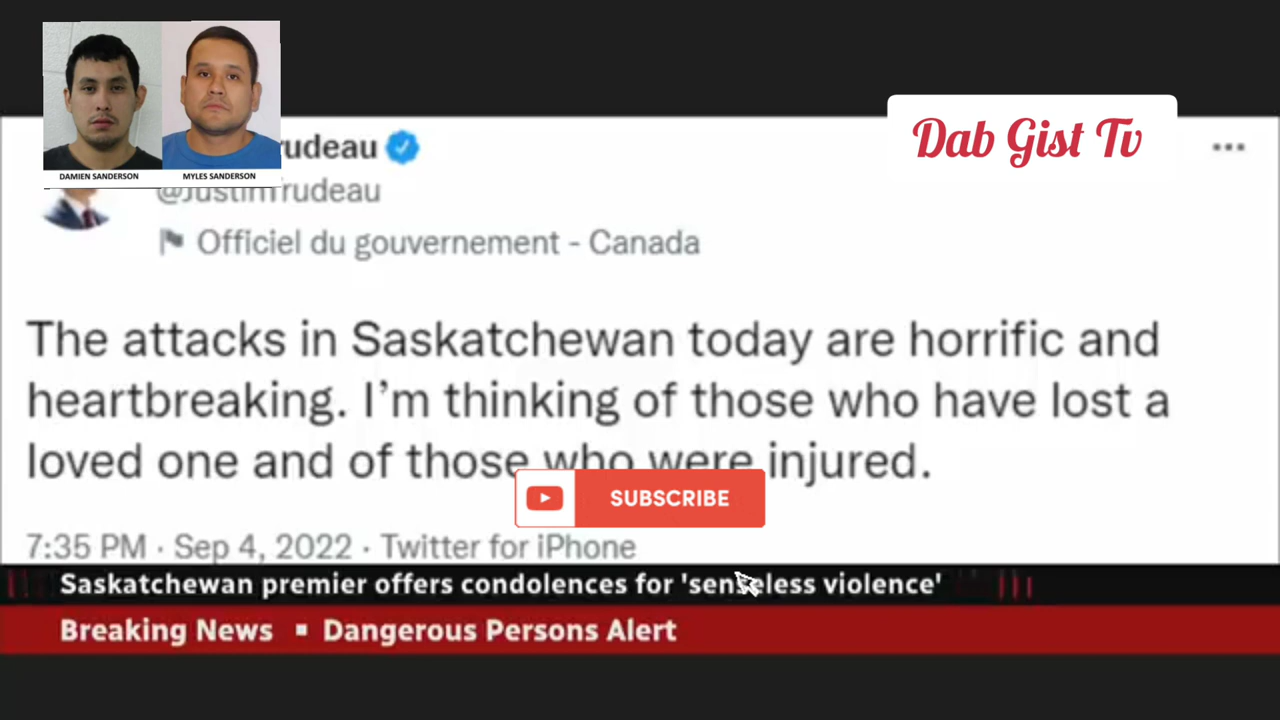 DAMIEN SANDERSON
MYLES SANDERSON
Dab Gist Tv
@JustinTrudeau
Officiel du gouvernement - Canada
The attacks in Saskatchewan today are horrific and
heartbreaking. I'm thinking of those who have lost a
loved one and of those who were injured.
SUBSCRIBE
7:35 PM · Sep 4, 2022 · Twitter for iPhone
Saskatchewan premier offers condolences for 'senseless violence'
Breaking News ▪ Dangerous Persons Alert